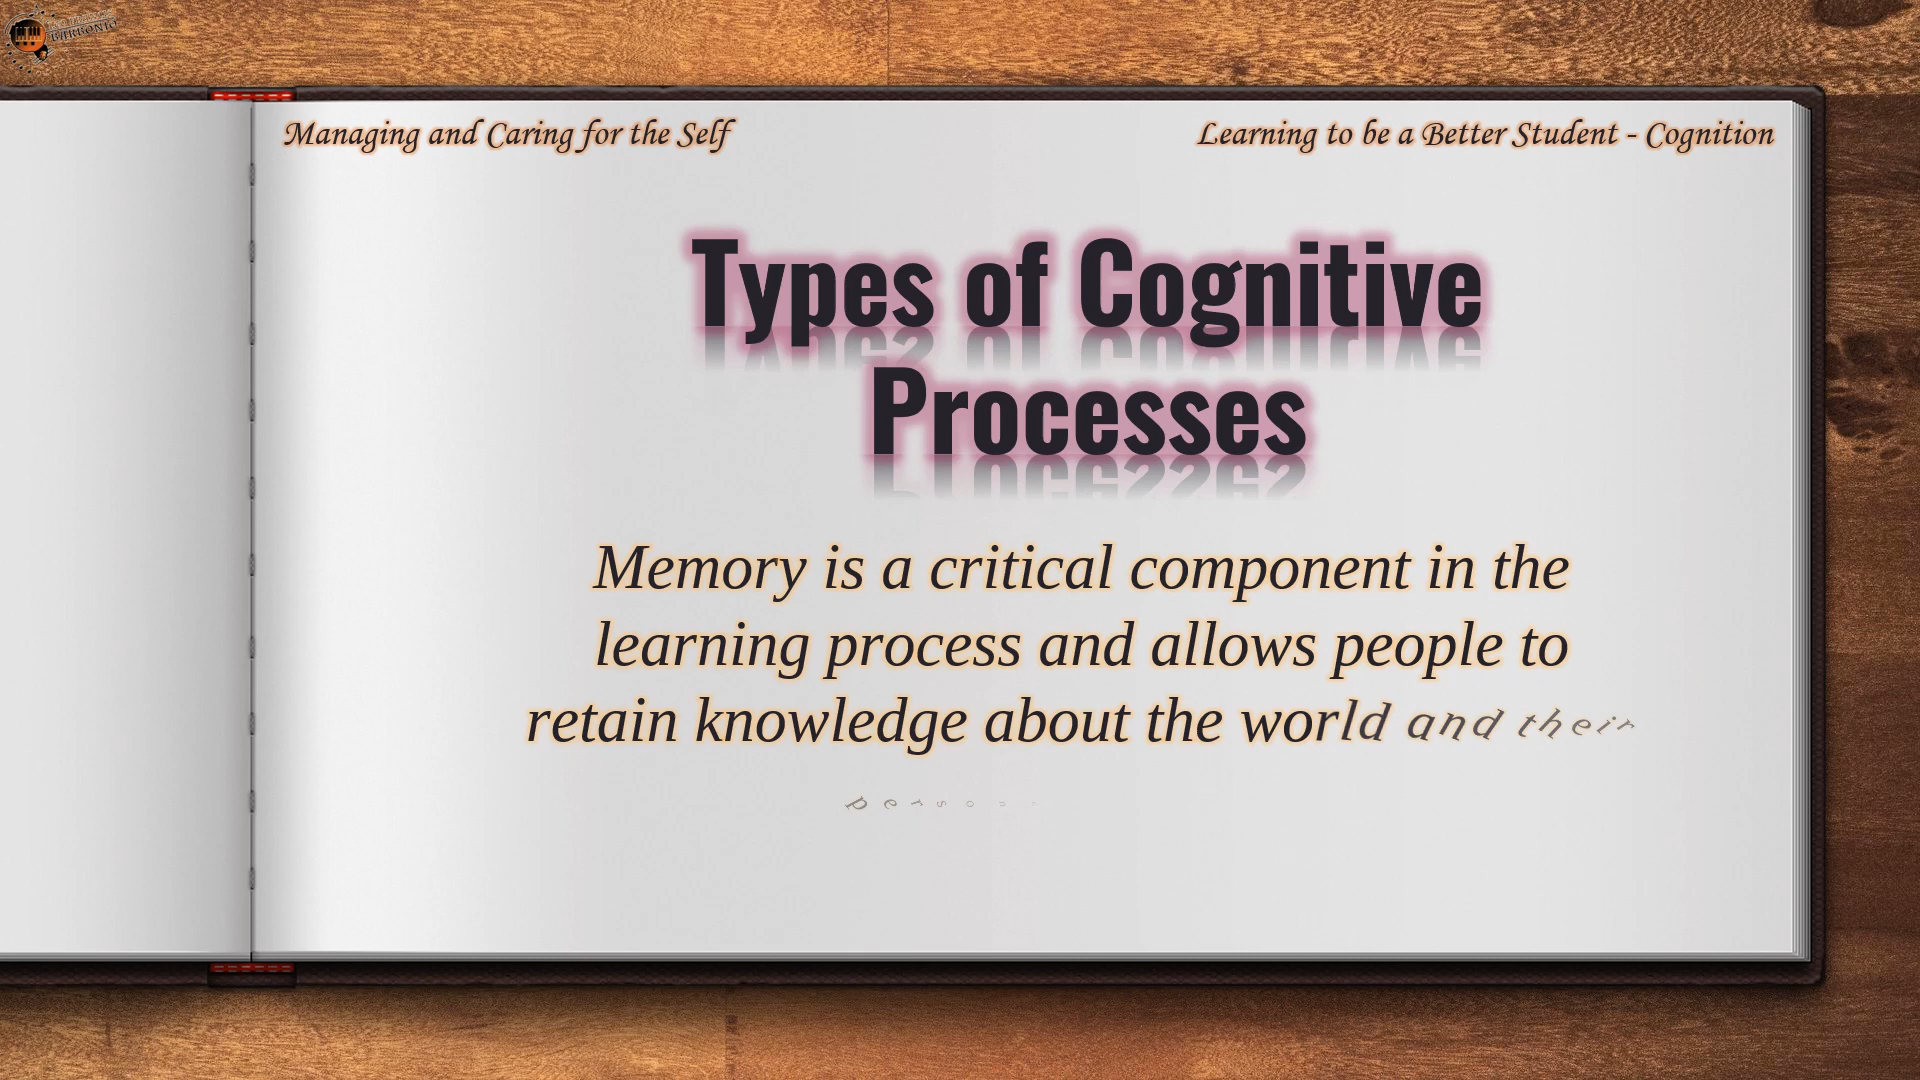 BARBONIO
Managing and Caring for the Self
Learning to be a Better Student - Cognition
Types of Cognitive
Processes
Memory is a critical component in the
learning process and allows people to
retain knowledge about the world and their